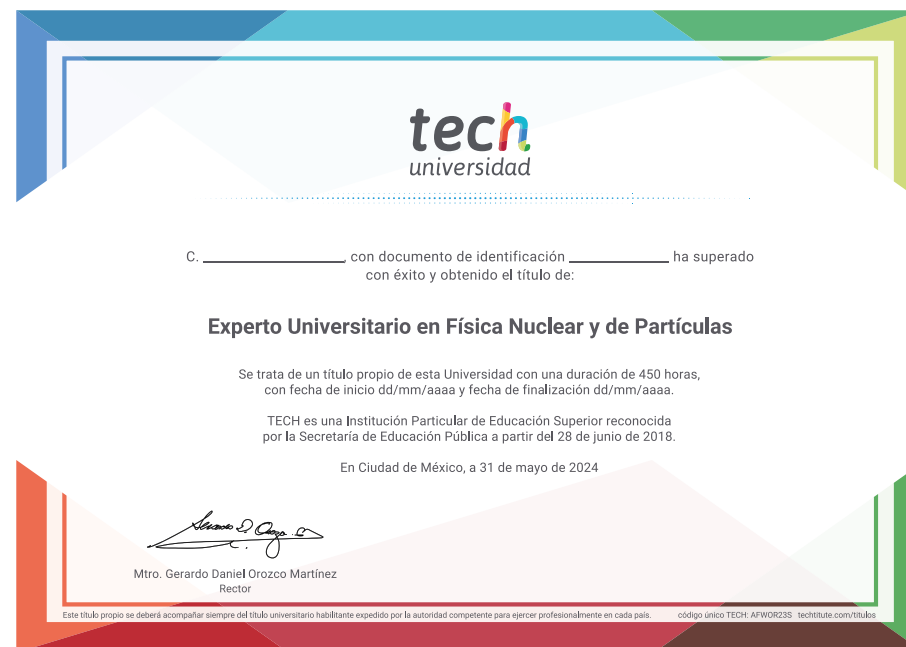 tech
universidad
C. ____________________, con documento de identificación ______________ ha superado
con éxito y obtenido el título de:
Experto Universitario en Física Nuclear y de Partículas
Se trata de un título propio de esta Universidad con una duración de 450 horas,
con fecha de inicio dd/mm/aaaa y fecha de finalización dd/mm/aaaa.
TECH es una Institución Particular de Educación Superior reconocida
por la Secretaría de Educación Pública a partir del 28 de junio de 2018.
En Ciudad de México, a 31 de mayo de 2024
Mtro. Gerardo Daniel Orozco Martínez
Rector
Este título propio se deberá acompañar siempre del título universitario habilitante expedido por la autoridad competente para ejercer profesionalmente en cada país. código único TECH: AFWOR23S techtitute.com/titulos